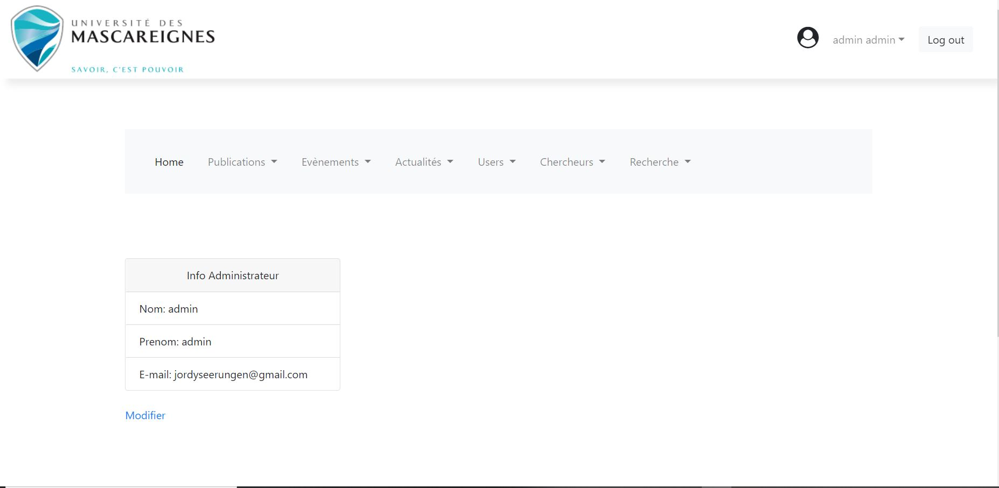 UNIVERSITÉ DES
MASCAREIGNES
SAVOIR, C'EST POUVOIR
admin admin
Log out
Home Publications Evènements Actualités Users Chercheurs Recherche
Info Administrateur
Nom: admin
Prenom: admin
E-mail: jordyseerungen@gmail.com
Modifier